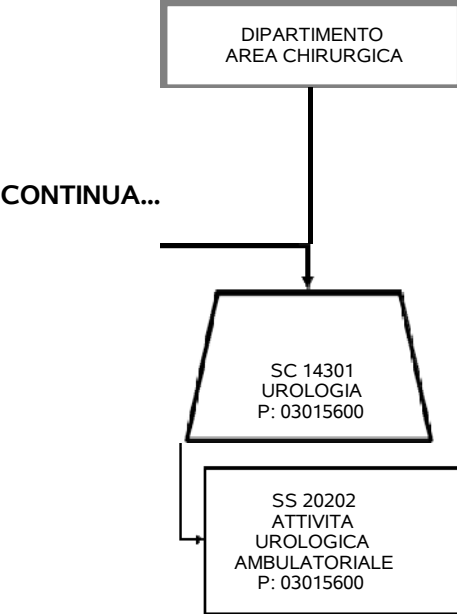 DIPARTIMENTO
AREA CHIRURGICA
CONTINUA...
SC 14301
UROLOGIA
P: 03015600
SS 20202
ATTIVITA
UROLOGICA
AMBULATORIALE
P: 03015600